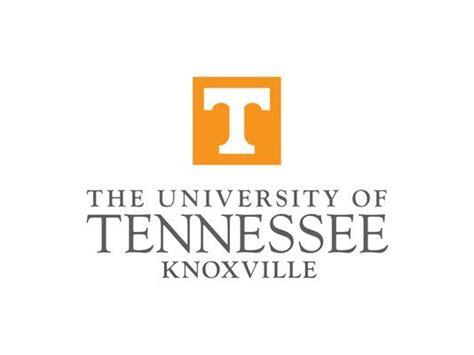 T
THE UNIVERSITY OF
TENNESSEE
KNOXVILLE